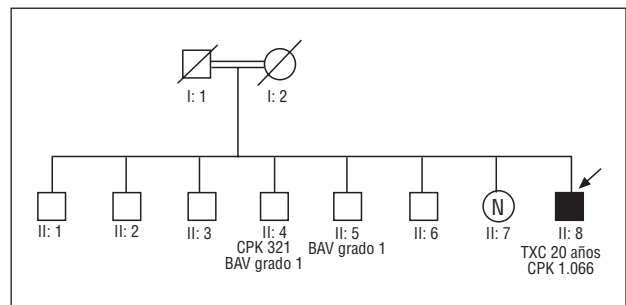 I: 1 I: 2
N
II: 1 II: 2 II: 3 II: 4 II: 5 II: 6 II: 7 II: 8
CPK 321 BAV grado 1 TXC 20 años
BAV grado 1 CPK 1.066